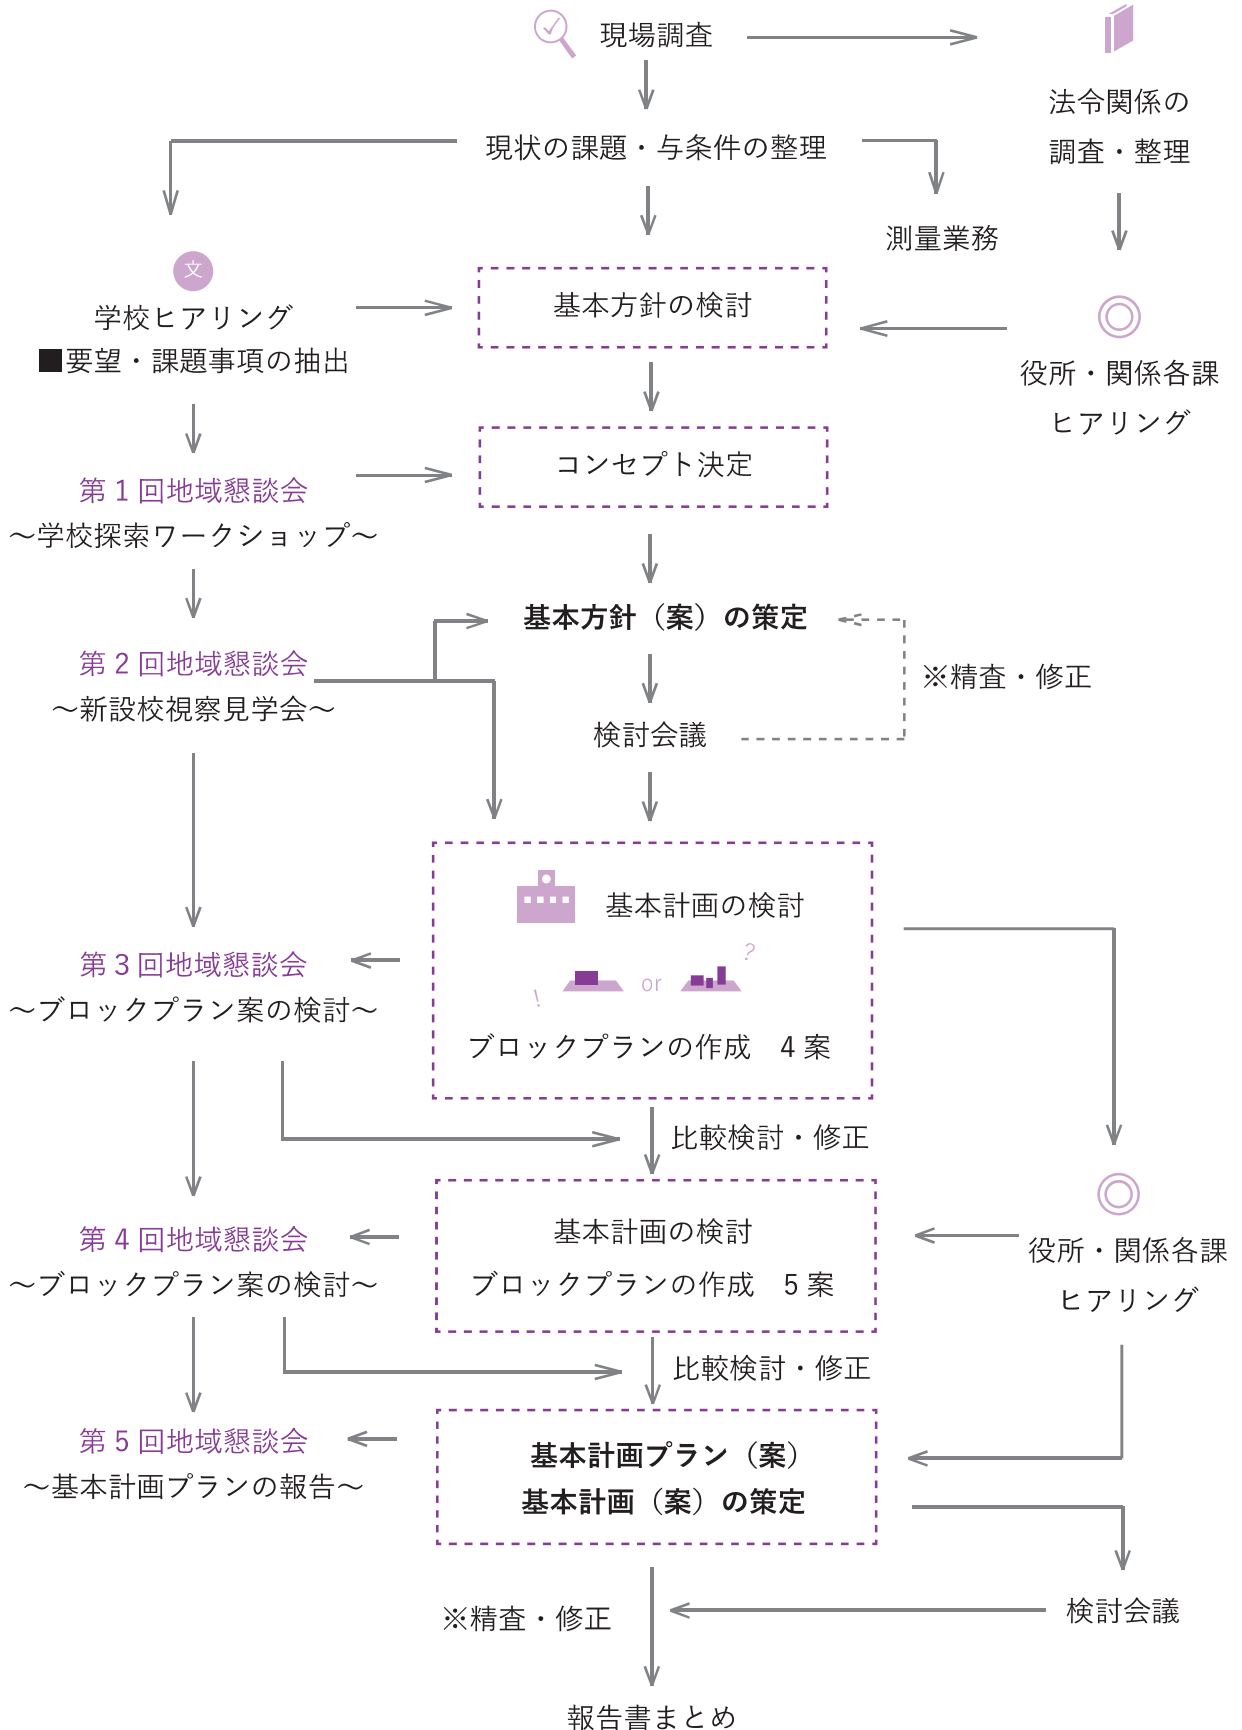 現場調査
法令関係の
調査・整理
現状の課題・与条件の整理
測量業務
文
学校ヒアリング
■要望・課題事項の抽出
基本方針の検討
役所・関係各課
ヒアリング
コンセプト決定
第1回地域懇談会
～学校探索ワークショップ～
基本方針（案）の策定
※精査・修正
第2回地域懇談会
～新設校視察見学会～
検討会議
基本計画の検討
!
or
?
ブロックプランの作成　4案
第3回地域懇談会
～ブロックプラン案の検討～
比較検討・修正
基本計画の検討
ブロックプランの作成　5案
第4回地域懇談会
～ブロックプラン案の検討～
役所・関係各課
ヒアリング
比較検討・修正
第5回地域懇談会
～基本計画プランの報告～
基本計画プラン（案）
基本計画（案）の策定
※精査・修正
検討会議
報告書まとめ